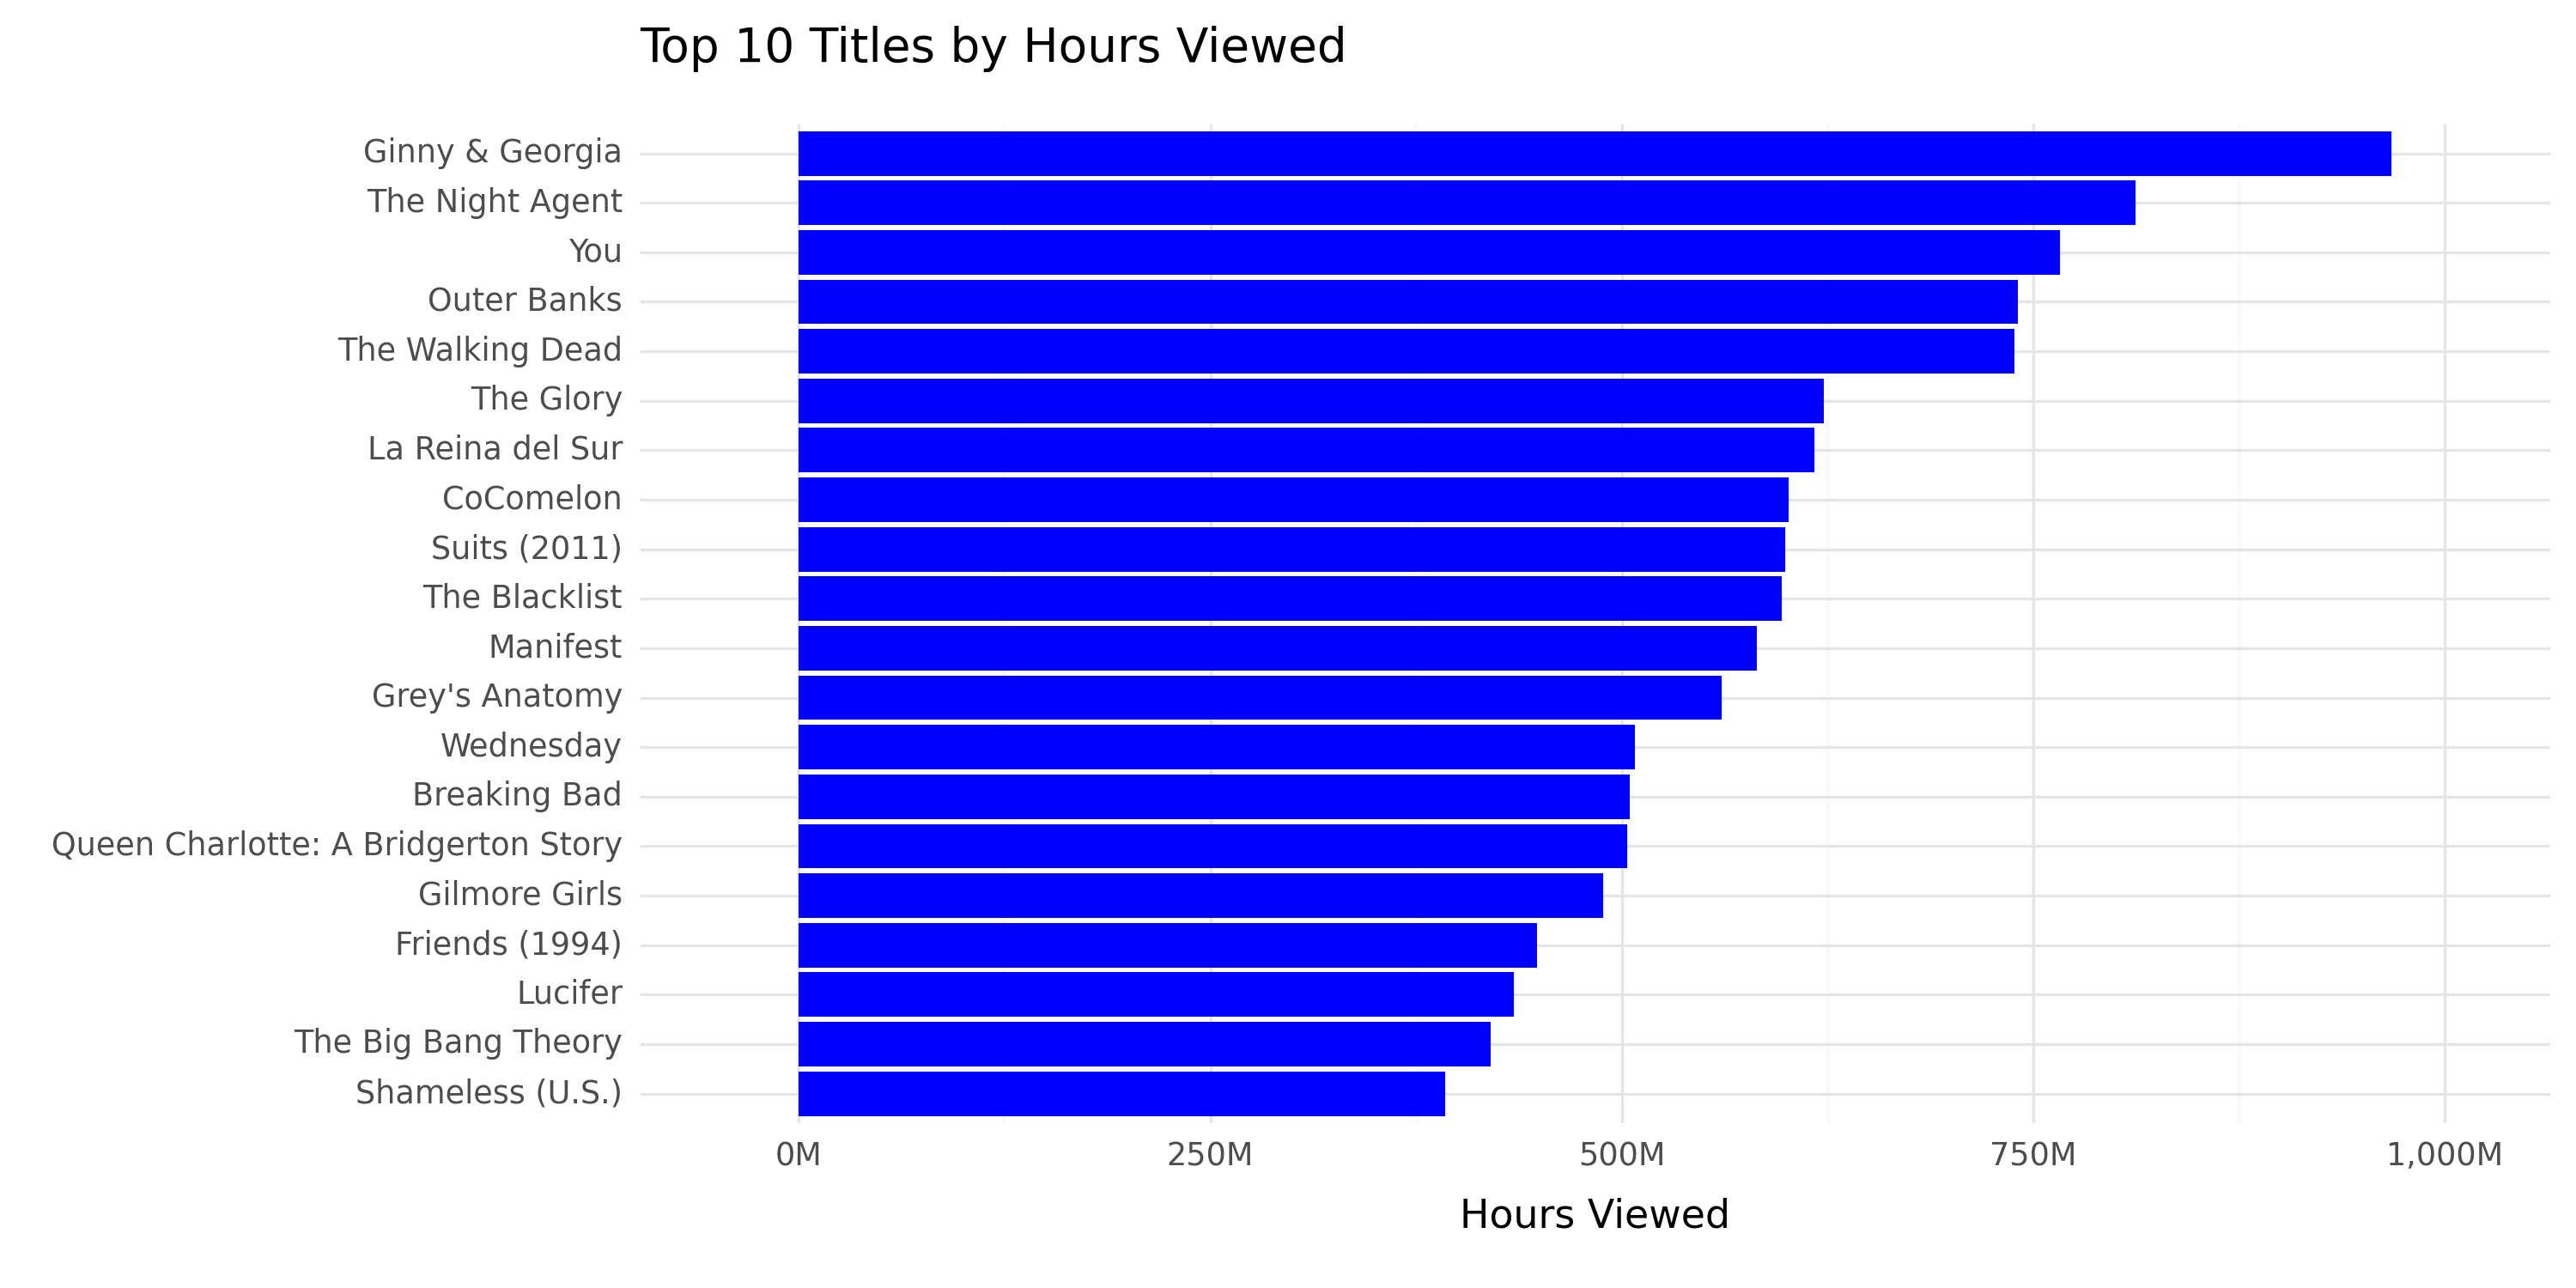 Top 10 Titles by Hours Viewed
Ginny & Georgia
The Night Agent
You
Outer Banks
The Walking Dead
The Glory
La Reina del Sur
CoComelon
Suits (2011)
The Blacklist
Manifest
Grey's Anatomy
Wednesday
Breaking Bad
Queen Charlotte: A Bridgerton Story
Gilmore Girls
Friends (1994)
Lucifer
The Big Bang Theory
Shameless (U.S.)
0M 250M 500M 750M 1,000M
Hours Viewed